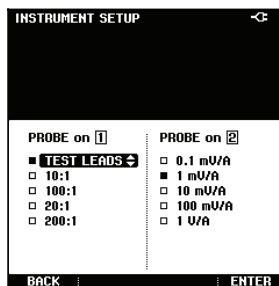 INSTRUMENT SETUP
PROBE on 1
TEST LEADS
10:1
100:1
20:1
200:1
PROBE on 2
0.1 mV/A
1 mV/A
10 mV/A
100 mV/A
1 V/A
BACK
ENTER